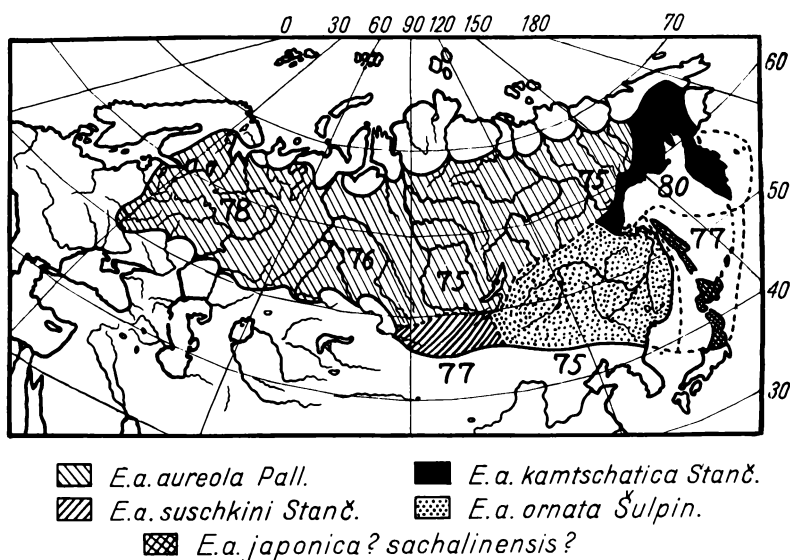 0 30 60 90 120 150 180 70
60
50
40
30
78 76 75 75 80 77
77 75
E.a. aureola Pall. E.a. kamtschatica Stanč.
E.a. suschkini Stanč. E.a. ornata Šulpin.
E.a. japonica? sachalinensis?